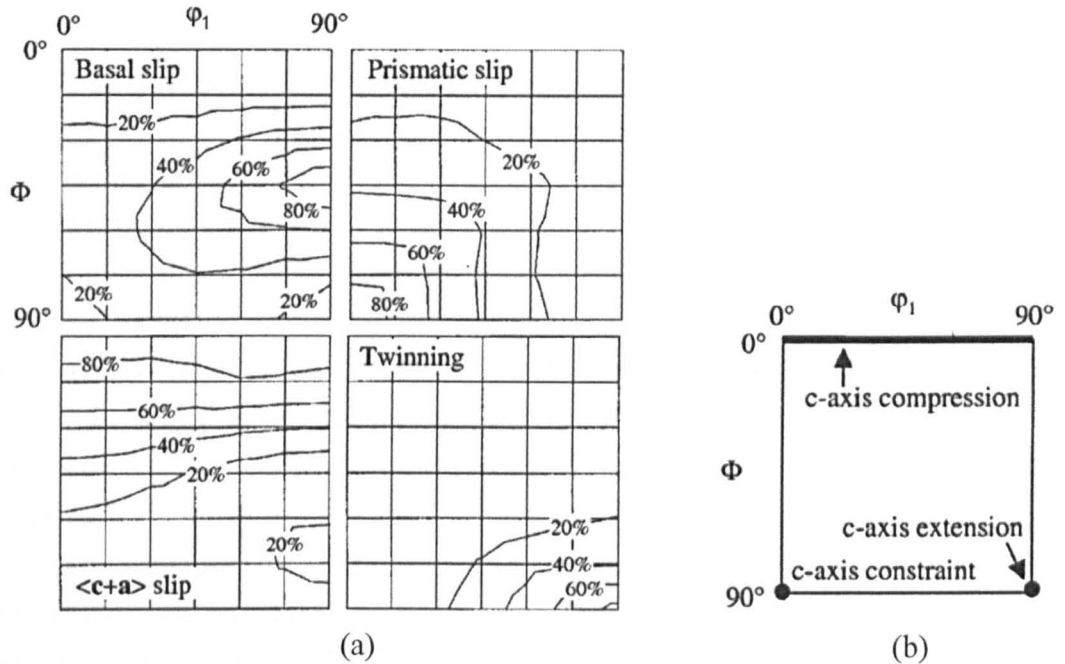 0° φ₁ 90°
0°
Φ
90°
Basal slip
20%
40%
60%
80%
20%
20%
Prismatic slip
20%
40%
60%
80%
80%
60%
40%
20%
20%
<c+a> slip
Twinning
20%
40%
60%
(a)
0° φ₁ 90°
0°
c-axis compression
Φ
c-axis extension
c-axis constraint
90°
(b)